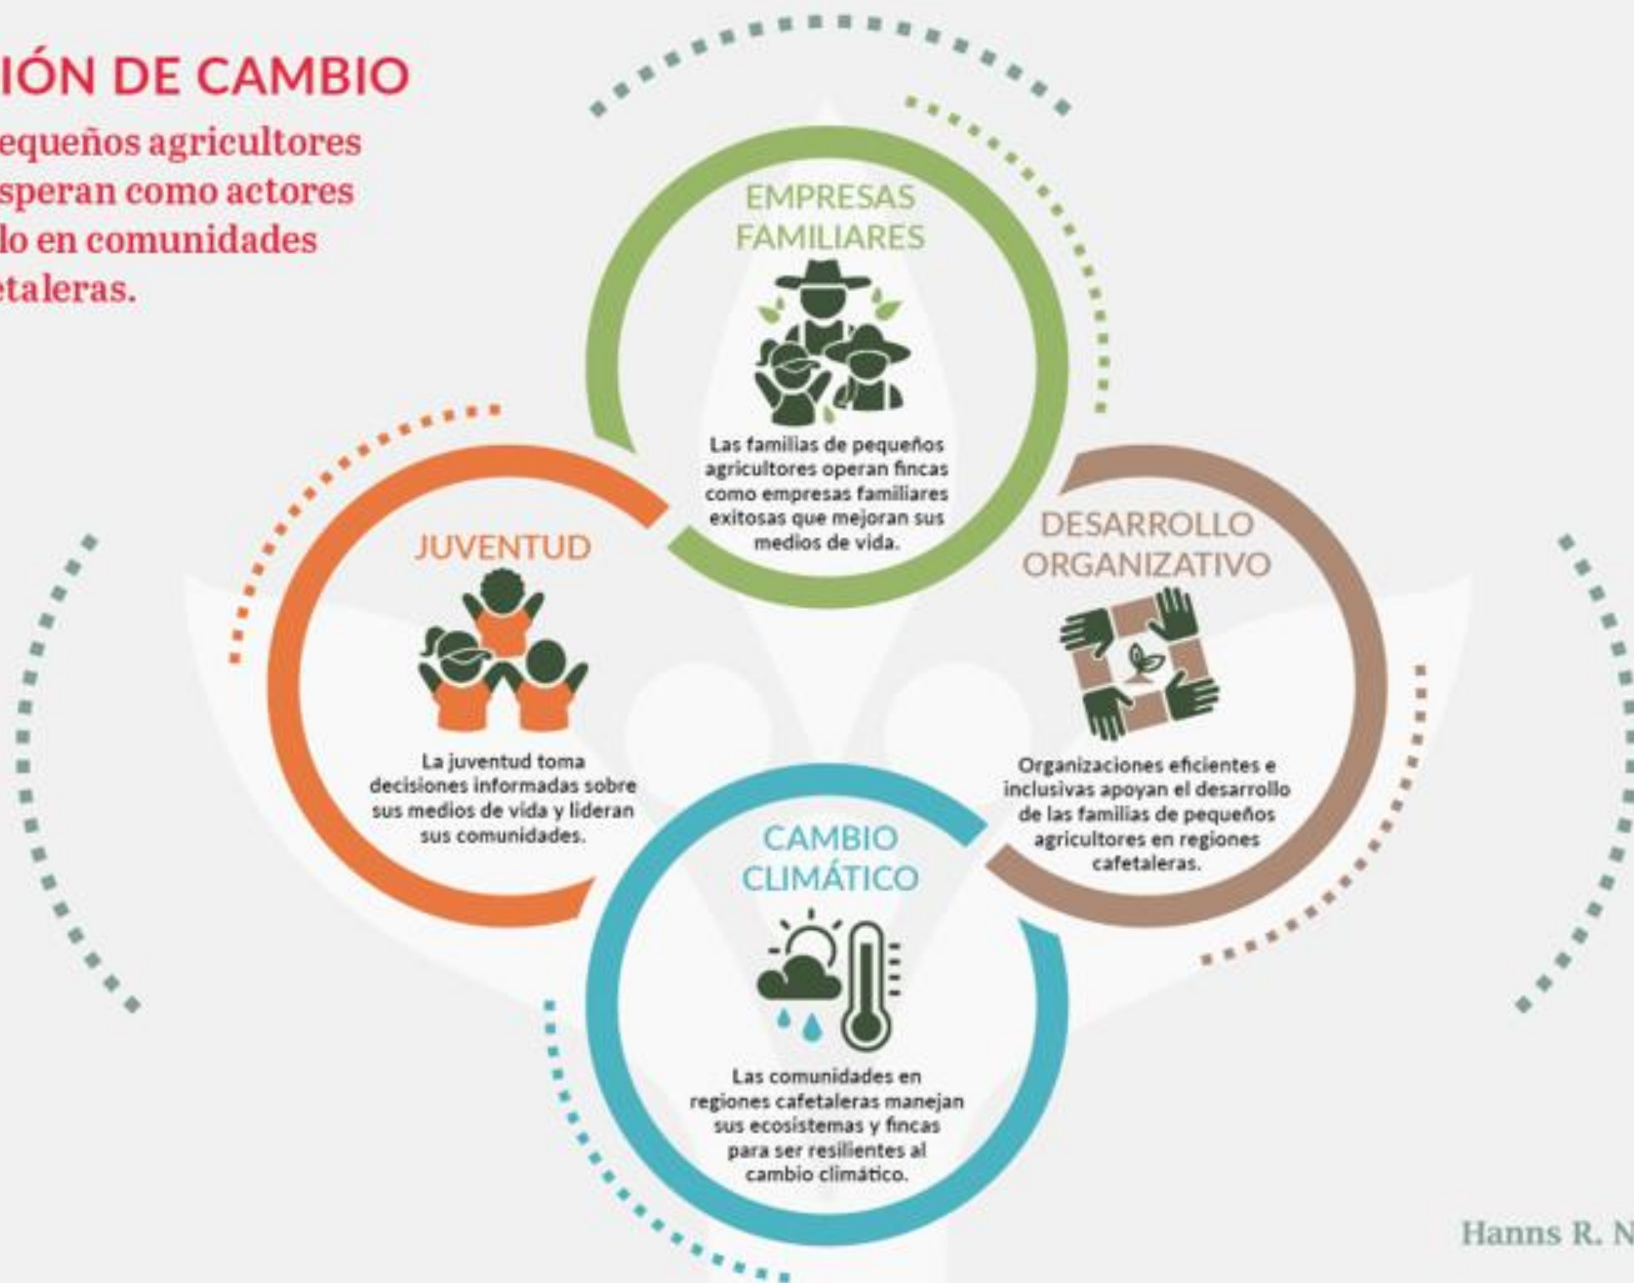 IÓN DE CAMBIO
equeños agricultores
speran como actores
lo en comunidades
etaleras.
EMPRESAS
FAMILIARES
Las familias de pequeños
agricultores operan fincas
como empresas familiares
exitosas que mejoran sus
medios de vida.
JUVENTUD
La juventud toma
decisiones informadas sobre
sus medios de vida y lideran
sus comunidades.
DESARROLLO
ORGANIZATIVO
Organizaciones eficientes e
inclusivas apoyan el desarrollo
de las familias de pequeños
agricultores en regiones
cafetaleras.
CAMBIO
CLIMÁTICO
Las comunidades en
regiones cafetaleras manejan
sus ecosistemas y fincas
para ser resilientes al
cambio climático.
Hanns R. N